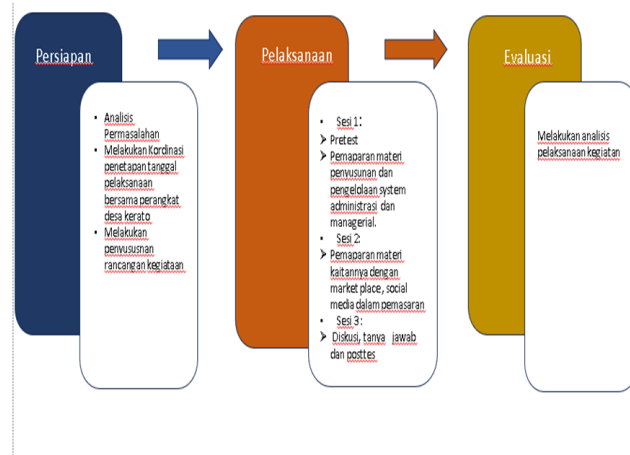 Persiapan
• Analisis
Permasalahan
• Melakukan Kordinasi
penetapan tanggal
pelaksanaan
bersama perangkat
desa kerato
• Melakukan
penyususnan
rancangan kegiataan
Pelaksanaan
• Sesi 1:
➢ Pretest
➢ Pemaparan materi
penyusunan dan
pengelolaan system
administrasi dan
managerial.
• Sesi 2:
➢ Pemaparan materi
kaitannya dengan
market place, social
media dalam pemasaran
• Sesi 3:
➢ Diskusi, tanya jawab
dan posttes
Evaluasi
Melakukan analisis
pelaksanaan kegiatan